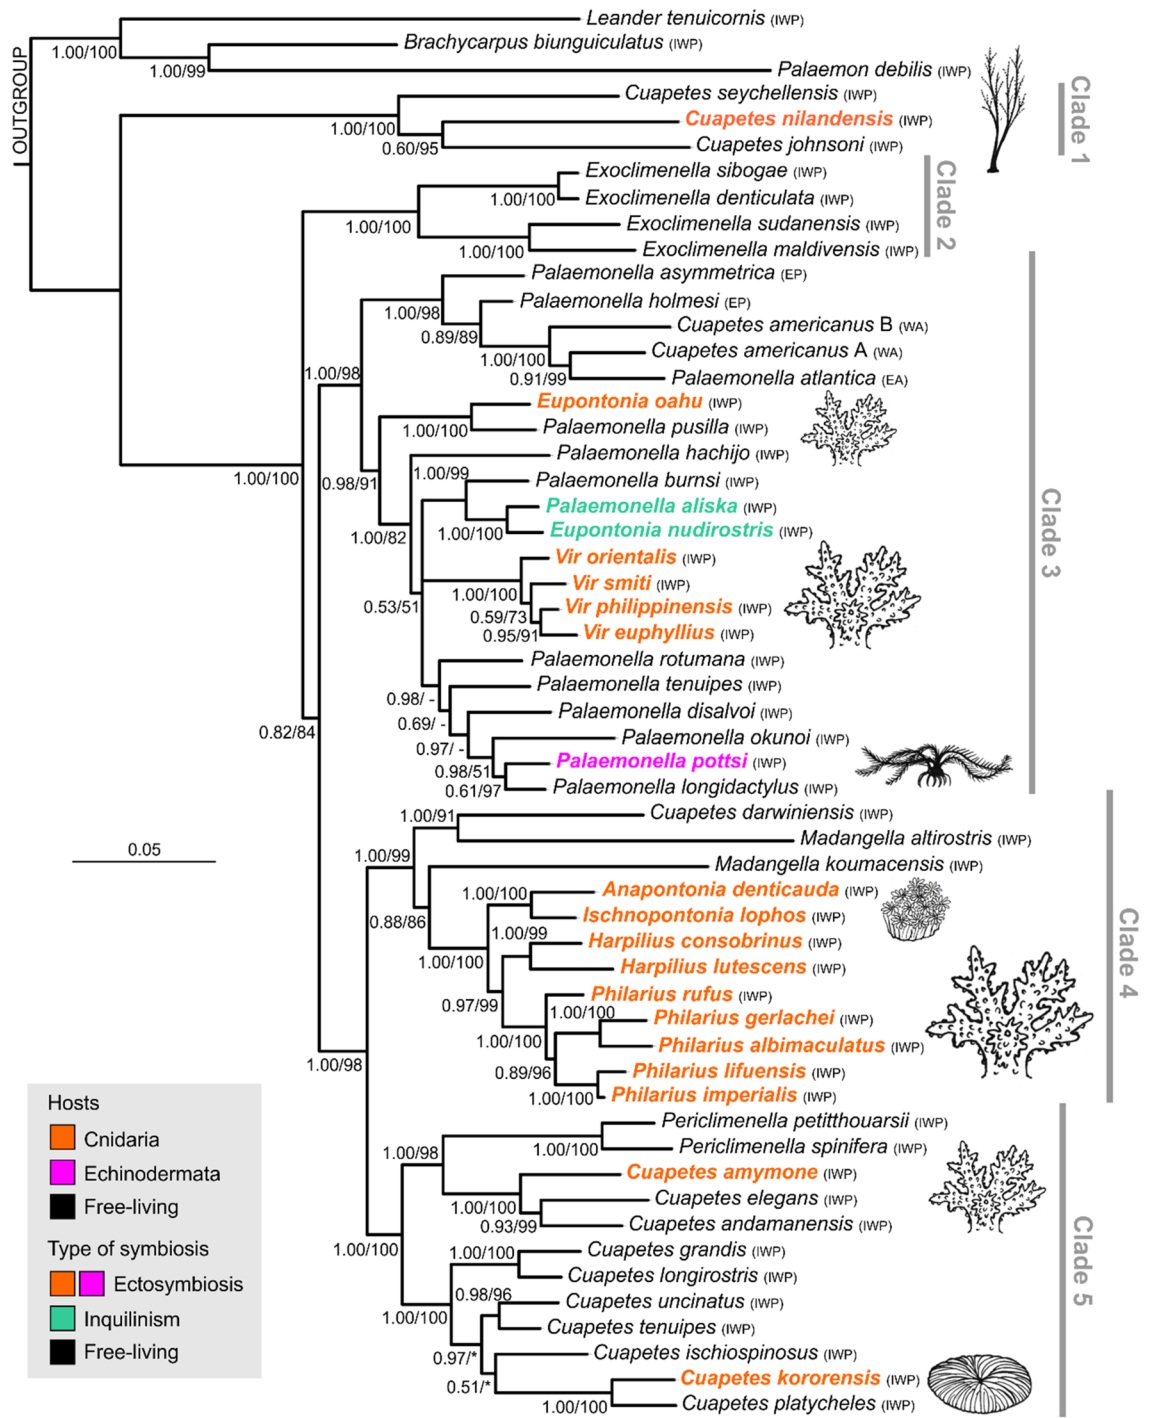 Leander tenuicornis (IWP)
OUTGROUP
1.00/100
Brachycarpus biunguiculatus (IWP)
1.00/99
Palaemon debilis (IWP)
Cuapetes seychellensis (IWP)
Clade 1
1.00/100
Cuapetes nilandensis (IWP)
0.60/95
Cuapetes johnsoni (IWP)
Exoclimenella sibogae (IWP)
Clade 2
1.00/100
Exoclimenella denticulata (IWP)
1.00/100
Exoclimenella sudanensis (IWP)
1.00/100
Exoclimenella maldivensis (IWP)
Palaemonella asymmetrica (EP)
1.00/98
Palaemonella holmesi (EP)
0.89/89
Cuapetes americanus B (WA)
1.00/100
Cuapetes americanus A (WA)
1.00/98
0.91/99
Palaemonella atlantica (EA)
Eupontonia oahu (IWP)
1.00/100
Palaemonella pusilla (IWP)
Palaemonella hachijo (IWP)
1.00/100
0.98/91
1.00/99
Palaemonella burnsi (IWP)
Palaemonella aliska (IWP)
Clade 3
1.00/82
1.00/100
Eupontonia nudirostris (IWP)
Vir orientalis (IWP)
Vir smiti (IWP)
1.00/100
0.53/51
Vir philippinensis (IWP)
0.59/73
0.95/91
Vir euphyllius (IWP)
Palaemonella rotumana (IWP)
Palaemonella tenuipes (IWP)
0.98/ -
Palaemonella disalvoi (IWP)
0.69/ -
0.82/84
Palaemonella okunoi (IWP)
0.97/ -
Palaemonella pottsi (IWP)
0.98/51
0.61/97
Palaemonella longidactylus (IWP)
Cuapetes darwiniensis (IWP)
1.00/91
Madangella altirostris (IWP)
0.05
1.00/99
Madangella koumacensis (IWP)
1.00/100
Anapontonia denticauda (IWP)
0.88/86
Ischnopontonia lophos (IWP)
1.00/99
Harpilius consobrinus (IWP)
Clade 4
1.00/100
Harpilius lutescens (IWP)
Philarius rufus (IWP)
0.97/99
1.00/100
Philarius gerlachei (IWP)
1.00/100
Philarius albimaculatus (IWP)
1.00/98
0.89/96
Philarius lifuensis (IWP)
1.00/100
Philarius imperialis (IWP)
Periclimenella petitthouarsii (IWP)
1.00/100
Periclimenella spinifera (IWP)
1.00/98
Cuapetes amymone (IWP)
Cuapetes elegans (IWP)
1.00/100
0.93/99
Cuapetes andamanensis (IWP)
1.00/100
1.00/100
Cuapetes grandis (IWP)
Clade 5
Cuapetes longirostris (IWP)
0.98/96
Cuapetes uncinatus (IWP)
1.00/100
Cuapetes tenuipes (IWP)
0.97/*
Cuapetes ischiospinosus (IWP)
0.51/*
Cuapetes kororensis (IWP)
1.00/100
Cuapetes platycheles (IWP)
Hosts
Cnidaria
Echinodermata
Free-living
Type of symbiosis
Ectosymbiosis
Inquilinism
Free-living